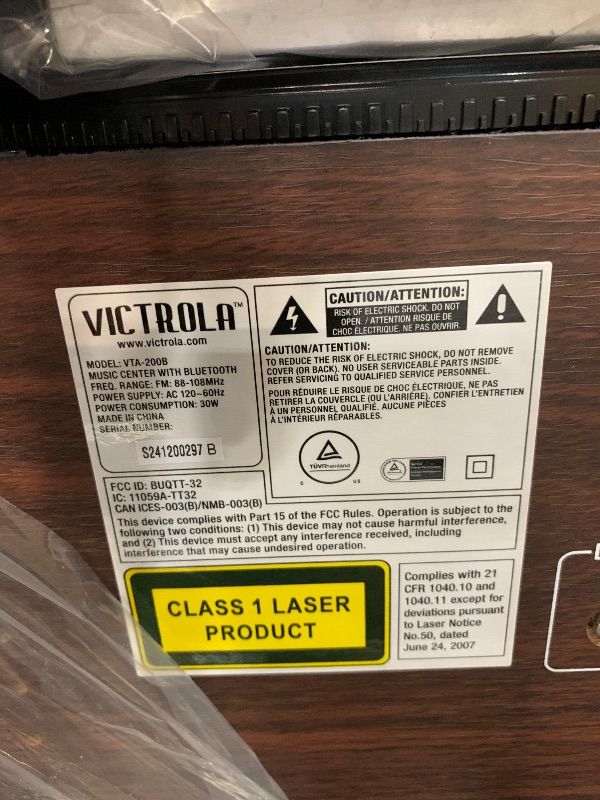 VICTROLA™
www.victrola.com
MODEL: VTA-200B
MUSIC CENTER WITH BLUETOOTH
FREQ. RANGE: FM: 88-108MHz
POWER SUPPLY: AC 120~60Hz
POWER CONSUMPTION: 30W
MADE IN CHINA
SERIAL NUMBER:
S241200297 B
CAUTION/ATTENTION:
RISK OF ELECTRIC SHOCK. DO NOT
OPEN. / ATTENTION RISQUE DE
CHOC ÉLECTRIQUE. NE PAS OUVRIR.
CAUTION/ATTENTION:
TO REDUCE THE RISK OF ELECTRIC SHOCK, DO NOT REMOVE
COVER (OR BACK). NO USER SERVICEABLE PARTS INSIDE.
REFER SERVICING TO QUALIFIED SERVICE PERSONNEL.
POUR RÉDUIRE LE RISQUE DE CHOC ÉLECTRIQUE, NE PAS
RETIRER LA COUVERCLE (OU L'ARRIÈRE). CONFIER L'ENTRETIEN
À UN PERSONNEL QUALIFIÉ. AUCUNE PIÈCES
À L'INTÉRIEUR RÉPARABLES.
TÜVRheinland
C US
FCC ID: BUQTT-32
IC: 11059A-TT32
CAN ICES-003(B)/NMB-003(B)
This device complies with Part 15 of the FCC Rules. Operation is subject to the
following two conditions: (1) This device may not cause harmful interference,
and (2) This device must accept any interference received, including
interference that may cause undesired operation.
CLASS 1 LASER
PRODUCT
Complies with 21
CFR 1040.10 and
1040.11 except for
deviations pursuant
to Laser Notice
No.50, dated
June 24, 2007